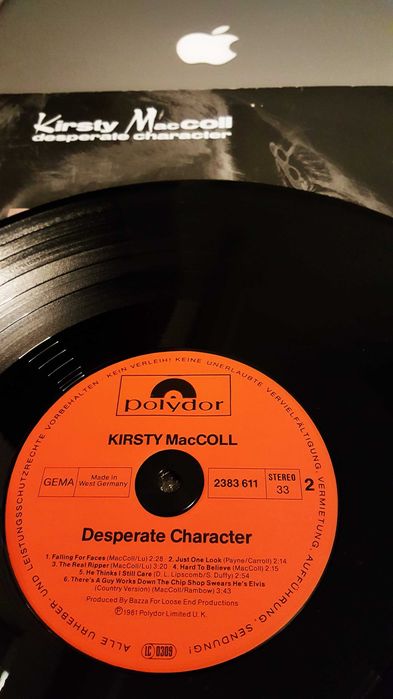 Kirsty MacColl
desperate character
ALLE URHEBER- UND LEISTUNGSSCHUTZRECHTE VORBEHALTEN · KEIN VERLEIH! KEINE UNERLAUBTE VERVIELFÄLTIGUNG, VERMIETUNG, AUFFÜHRUNG, SENDUNG!
polydor
KIRSTY MacCOLL
GEMA Made in West Germany 2383 611 STEREO 33 2
Desperate Character
1. Falling For Faces (MacColl/Lu) 2:28 · 2. Just One Look (Payne/Carroll) 2:14
3. The Real Ripper (MacColl/Lu) 3:20 · 4. Hard To Believe (MacColl) 2:15
5. He Thinks I Still Care (D. L. Lipscomb/S. Duffy) 2:54
6. There's A Guy Works Down The Chip Shop Swears He's Elvis
(Country Version) (MacColl/Rambow) 3:43
Produced By Bazza For Loose End Productions
℗1981 Polydor Limited U. K.
LC 0309